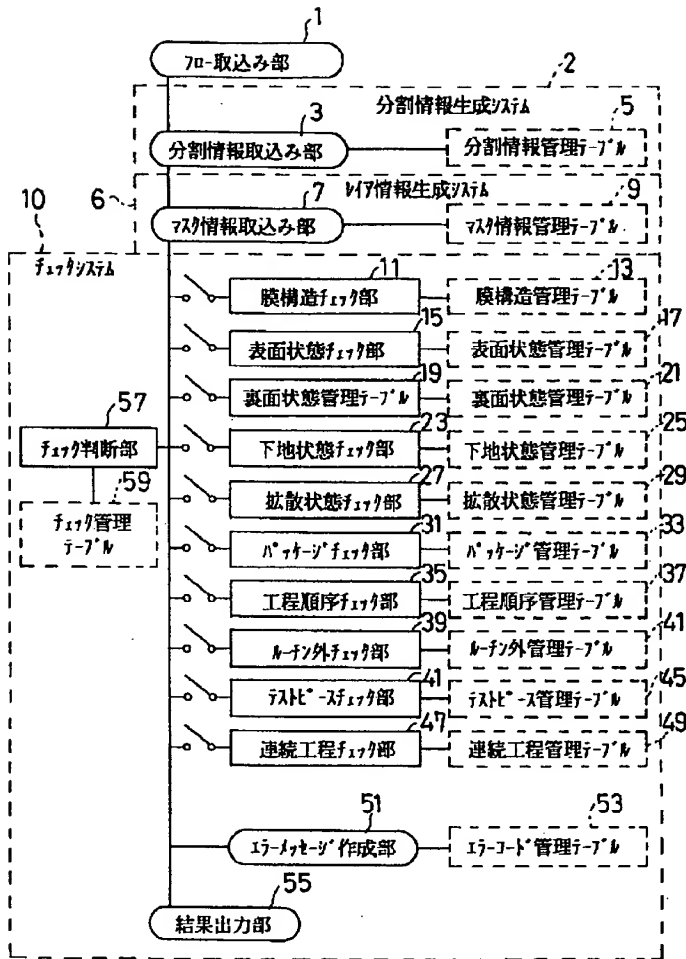 1
フロー取込み部
2
分割情報生成システム
3
5
分割情報取込み部
分割情報管理テーブル
レイア情報生成システム
10
6
7
9
マスク情報取込み部
マスク情報管理テーブル
チェックシステム
11
13
膜構造チェック部
膜構造管理テーブル
15
17
表面状態チェック部
表面状態管理テーブル
19
21
裏面状態管理テーブル
裏面状態管理テーブル
57
23
25
チェック判断部
下地状態チェック部
下地状態管理テーブル
59
27
29
チェック管理
テーブル
拡散状態チェック部
拡散状態管理テーブル
31
33
パッケージチェック部
パッケージ管理テーブル
35
37
工程順序チェック部
工程順序管理テーブル
39
41
ルーチン外チェック部
ルーチン外管理テーブル
41
45
テストピースチェック部
テストピース管理テーブル
47
49
連続工程チェック部
連続工程管理テーブル
51
53
エラーメッセージ作成部
エラーコード管理テーブル
55
結果出力部